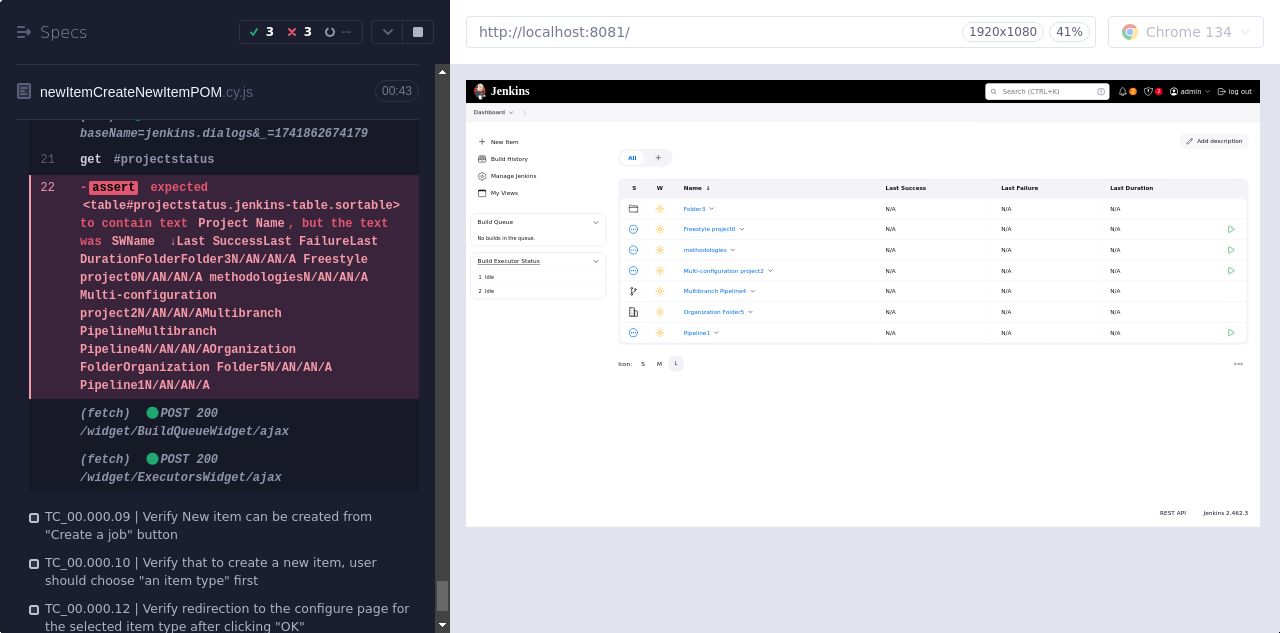 Specs
3
3
--
newItemCreateNewItemPOM.cy.js
00:43
baseName=jenkins.dialogs&_=1741862674179
21 get #projectstatus
22 -assert expected
<table#projectstatus.jenkins-table.sortable>
to contain text Project Name, but the text
was SWName ↓Last SuccessLast FailureLast
DurationFolderFolder3N/AN/AN/A Freestyle
project0N/AN/AN/A methodologiesN/AN/AN/A
Multi-configuration
project2N/AN/AN/AMultibranch
PipelineMultibranch
Pipeline4N/AN/AN/AOrganization
FolderOrganization Folder5N/AN/AN/A
Pipeline1N/AN/AN/A
(fetch) POST 200
/widget/BuildQueueWidget/ajax
(fetch) POST 200
/widget/ExecutorsWidget/ajax
TC_00.000.09 | Verify New item can be created from
"Create a job" button
TC_00.000.10 | Verify that to create a new item, user
should choose "an item type" first
TC_00.000.12 | Verify redirection to the configure page for
the selected item type after clicking "OK"
http://localhost:8081/
1920x1080
41%
Chrome 134
Jenkins
Search (CTRL+K)
admin
log out
Dashboard
New Item
Build History
Manage Jenkins
My Views
Build Queue
No builds in the queue.
Build Executor Status
1 Idle
2 Idle
Add description
All +
S W Name ↓ Last Success Last Failure Last Duration
Folder3 N/A N/A N/A
Freestyle project0 N/A N/A N/A
methodologies N/A N/A N/A
Multi-configuration project2 N/A N/A N/A
Multibranch Pipeline4 N/A N/A N/A
Organization Folder5 N/A N/A N/A
Pipeline1 N/A N/A N/A
Icon: S M L
REST API
Jenkins 2.462.3